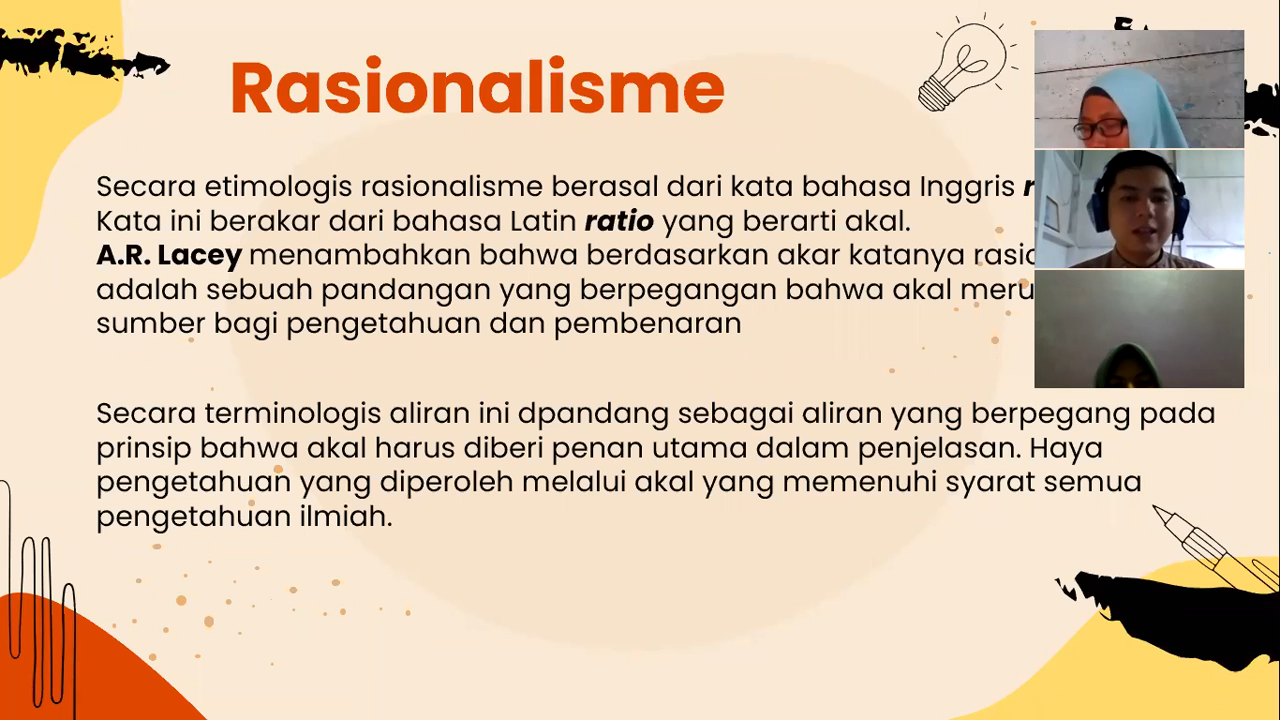 Rasionalisme
Secara etimologis rasionalisme berasal dari kata bahasa Inggris
Kata ini berakar dari bahasa Latin ratio yang berarti akal.
A.R. Lacey menambahkan bahwa berdasarkan akar katanya
adalah sebuah pandangan yang berpegangan bahwa akal
sumber bagi pengetahuan dan pembenaran
Secara terminologis aliran ini dpandang sebagai aliran yang berpegang pada
prinsip bahwa akal harus diberi penan utama dalam penjelasan. Haya
pengetahuan yang diperoleh melalui akal yang memenuhi syarat semua
pengetahuan ilmiah.